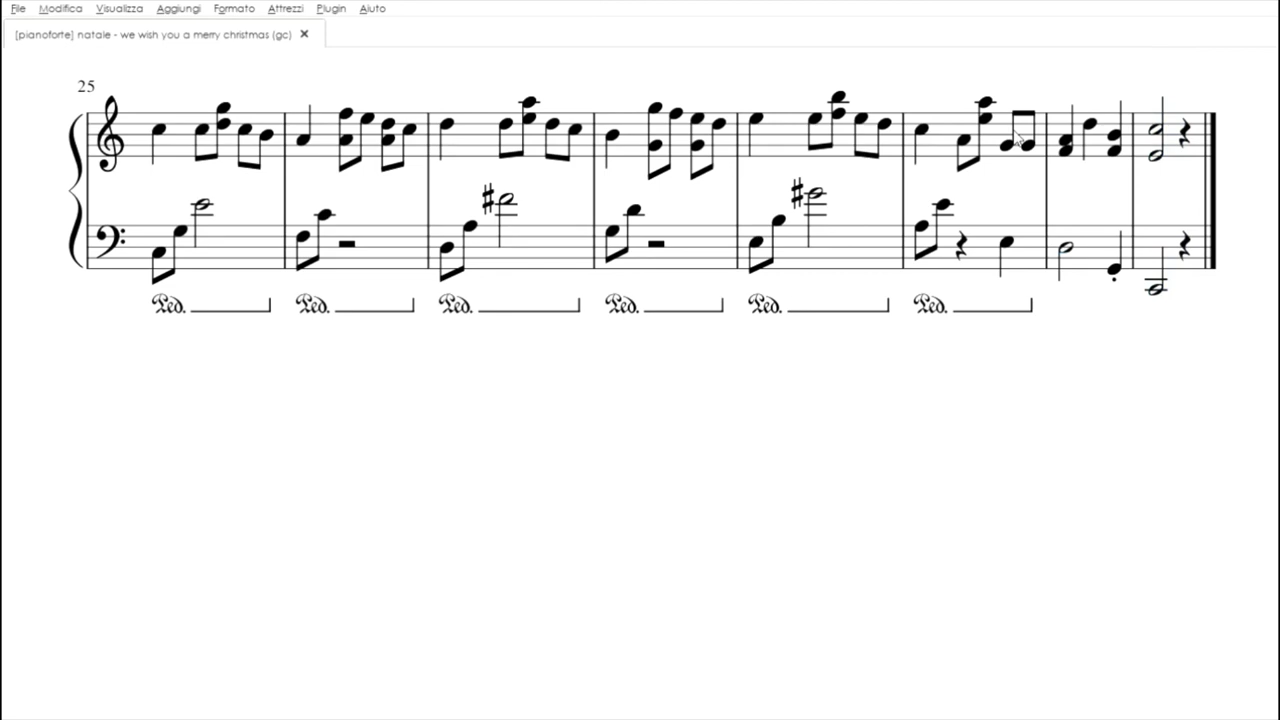 File Modifica Visualizza Aggiungi Formato Attrezzi Plugin Aiuto
[pianoforte] natale - we wish you a merry christmas (gc)
25
Ped. Ped. Ped. Ped. Ped. Ped.